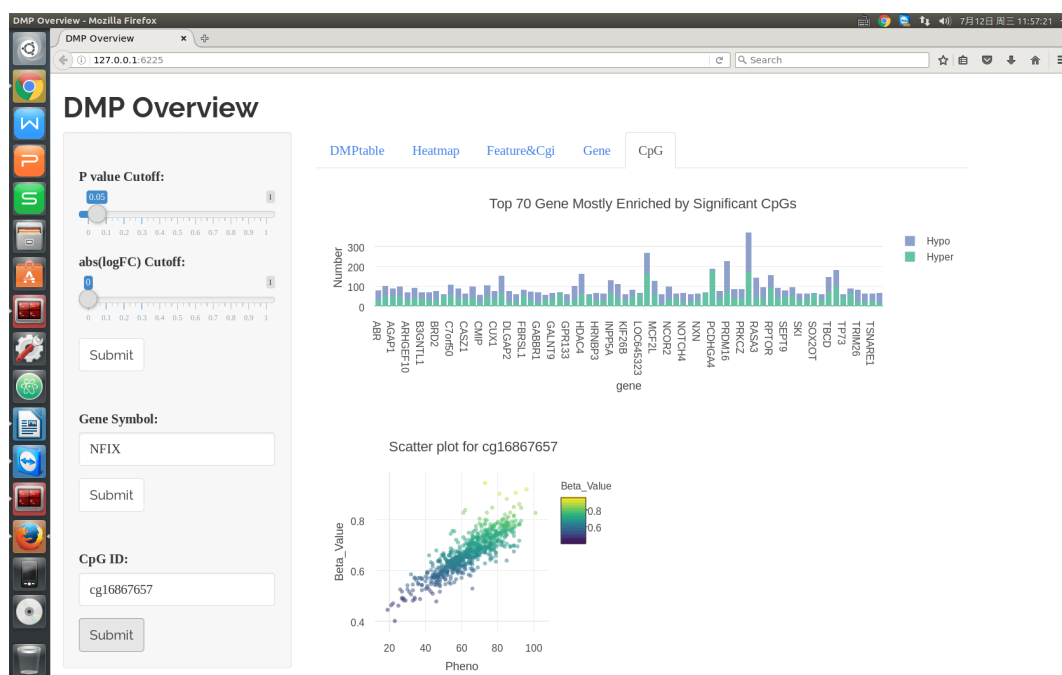 DMP Overview - Mozilla Firefox
7月12日 周三 11:57:21
DMP Overview
127.0.0.1:6225
Search
DMP Overview
P value Cutoff:
0.05
1
0 0.1 0.2 0.3 0.4 0.5 0.6 0.7 0.8 0.9 1
abs(logFC) Cutoff:
0
1
0 0.1 0.2 0.3 0.4 0.5 0.6 0.7 0.8 0.9 1
Submit
Gene Symbol:
NFIX
Submit
CpG ID:
cg16867657
Submit
DMPtable Heatmap Feature&Cgi Gene CpG
Top 70 Gene Mostly Enriched by Significant CpGs
Number
300
200
100
0
Hypo
Hyper
ABR AGAP1 ARHGEF10 B3GNTL1 BRD2 C7orf50 CASZ1 CMIP CUX1 DLGAP2 FBRSL1 GABBR1 GALNT9 GPR133 HDAC4 HRNBP3 INPP5A KIF26B LOC645323 MCF2L NCOR2 NOTCH4 NXN PCDHGA4 PRDM16 PRKCZ RASA3 RPTOR SEPT9 SKI SOX2OT TBCD TP73 TRIM26 TSNARE1
gene
Scatter plot for cg16867657
Beta_Value
0.8
0.6
0.4
20 40 60 80 100
Pheno
Beta_Value
0.8
0.6